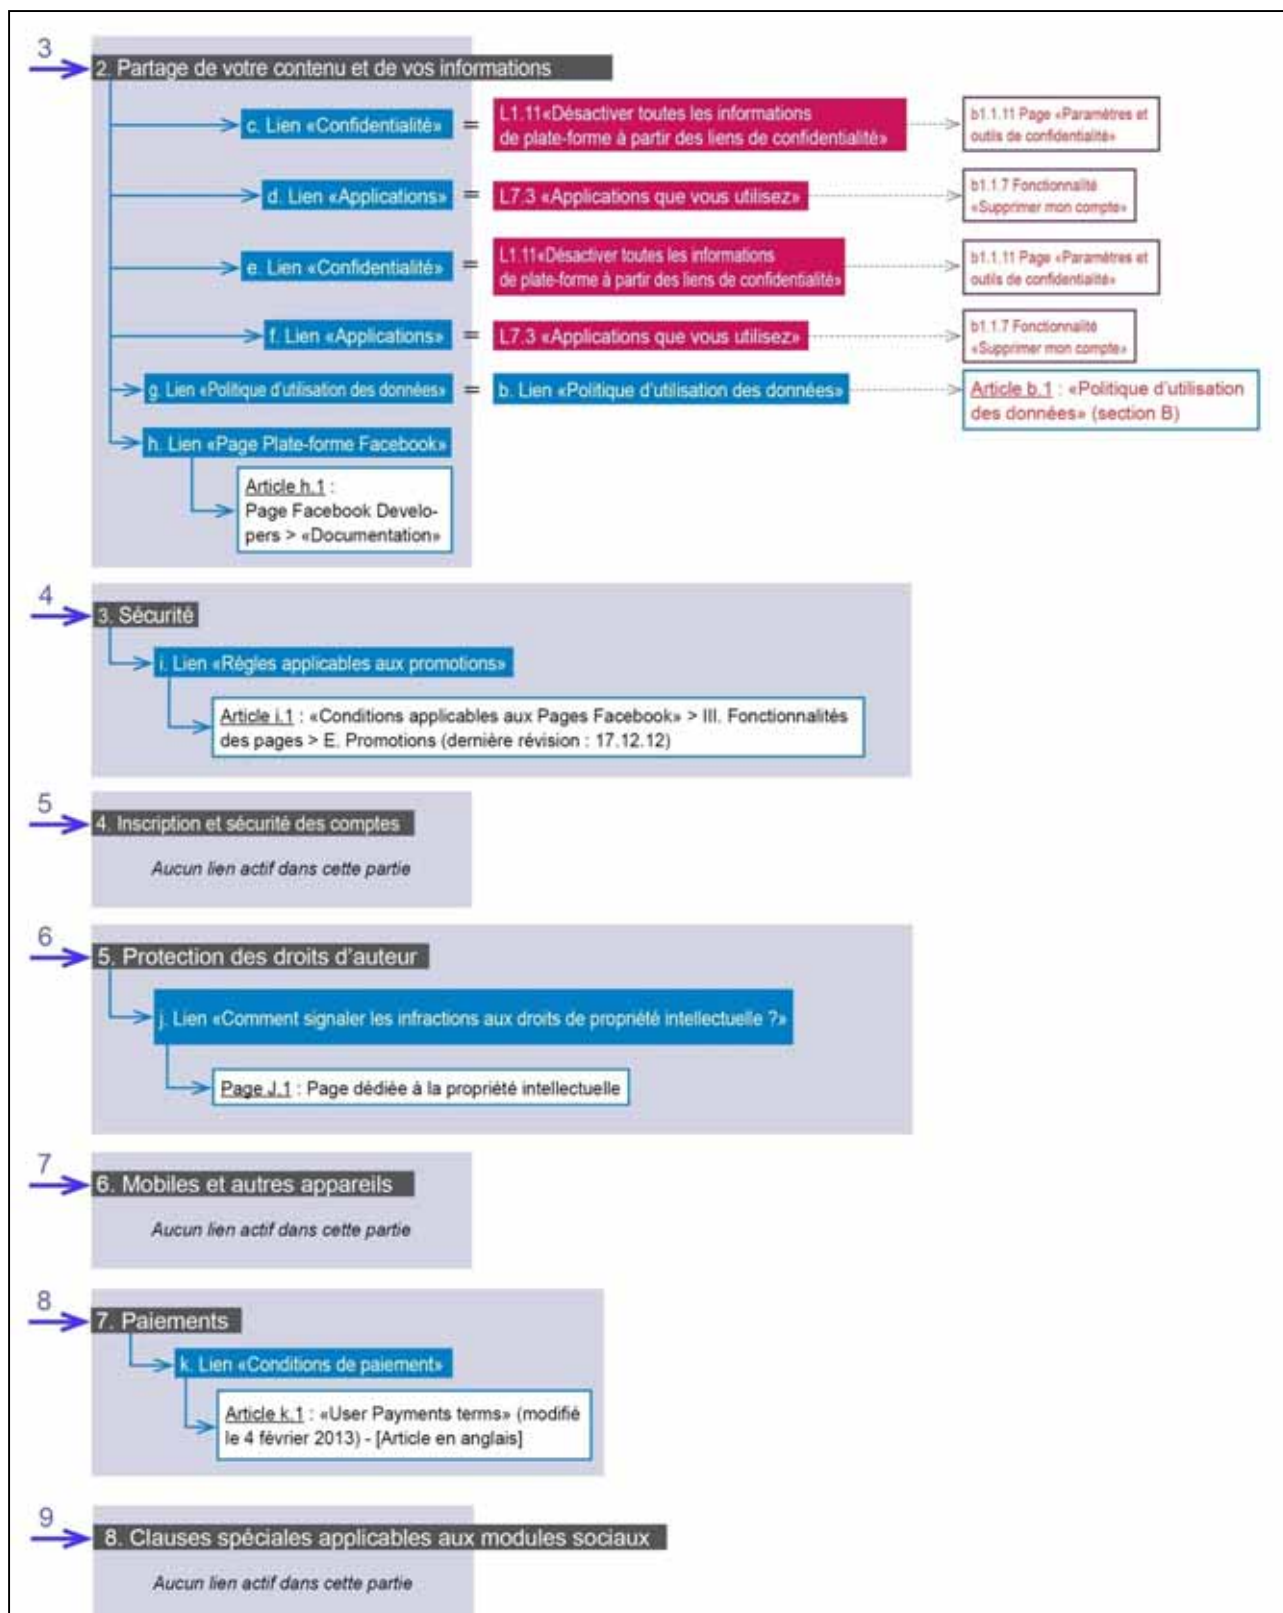 3
2. Partage de votre contenu et de vos informations
c. Lien «Confidentialité» = L1.11«Désactiver toutes les informations
de plate-forme à partir des liens de confidentialité»
b1.1.11 Page «Paramètres et
outils de confidentialité»
d. Lien «Applications» = L7.3 «Applications que vous utilisez»
b1.1.7 Fonctionnalité
«Supprimer mon compte»
e. Lien «Confidentialité» = L1.11«Désactiver toutes les informations
de plate-forme à partir des liens de confidentialité»
b1.1.11 Page «Paramètres et
outils de confidentialité»
f. Lien «Applications» = L7.3 «Applications que vous utilisez»
b1.1.7 Fonctionnalité
«Supprimer mon compte»
g. Lien «Politique d'utilisation des données» = b. Lien «Politique d'utilisation des données»
Article b.1 : «Politique d'utilisation
des données» (section B)
h. Lien «Page Plate-forme Facebook»
Article h.1 :
Page Facebook Develo-
pers > «Documentation»
4
3. Sécurité
i. Lien «Règles applicables aux promotions»
Article i.1 : «Conditions applicables aux Pages Facebook» > III. Fonctionnalités
des pages > E. Promotions (dernière révision : 17.12.12)
5
4. Inscription et sécurité des comptes
Aucun lien actif dans cette partie
6
5. Protection des droits d'auteur
j. Lien «Comment signaler les infractions aux droits de propriété intellectuelle ?»
Page J.1 : Page dédiée à la propriété intellectuelle
7
6. Mobiles et autres appareils
Aucun lien actif dans cette partie
8
7. Paiements
k. Lien «Conditions de paiement»
Article k.1 : «User Payments terms» (modifié
le 4 février 2013) - [Article en anglais]
9
8. Clauses spéciales applicables aux modules sociaux
Aucun lien actif dans cette partie